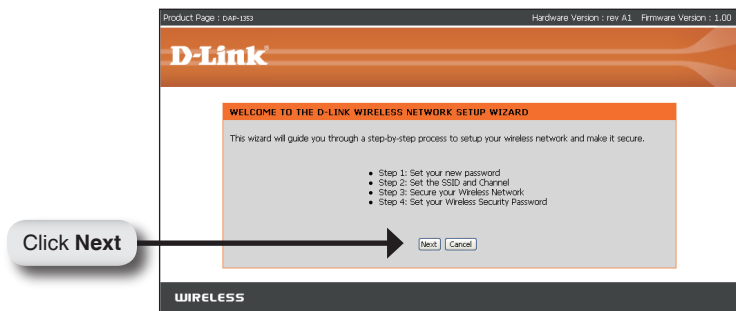 Product Page : DAP-1353 Hardware Version : rev A1 Firmware Version : 1.00
D-Link
WELCOME TO THE D-LINK WIRELESS NETWORK SETUP WIZARD
This wizard will guide you through a step-by-step process to setup your wireless network and make it secure.
• Step 1: Set your new password
• Step 2: Set the SSID and Channel
• Step 3: Secure your Wireless Network
• Step 4: Set your Wireless Security Password
Click Next
Next Cancel
WIRELESS